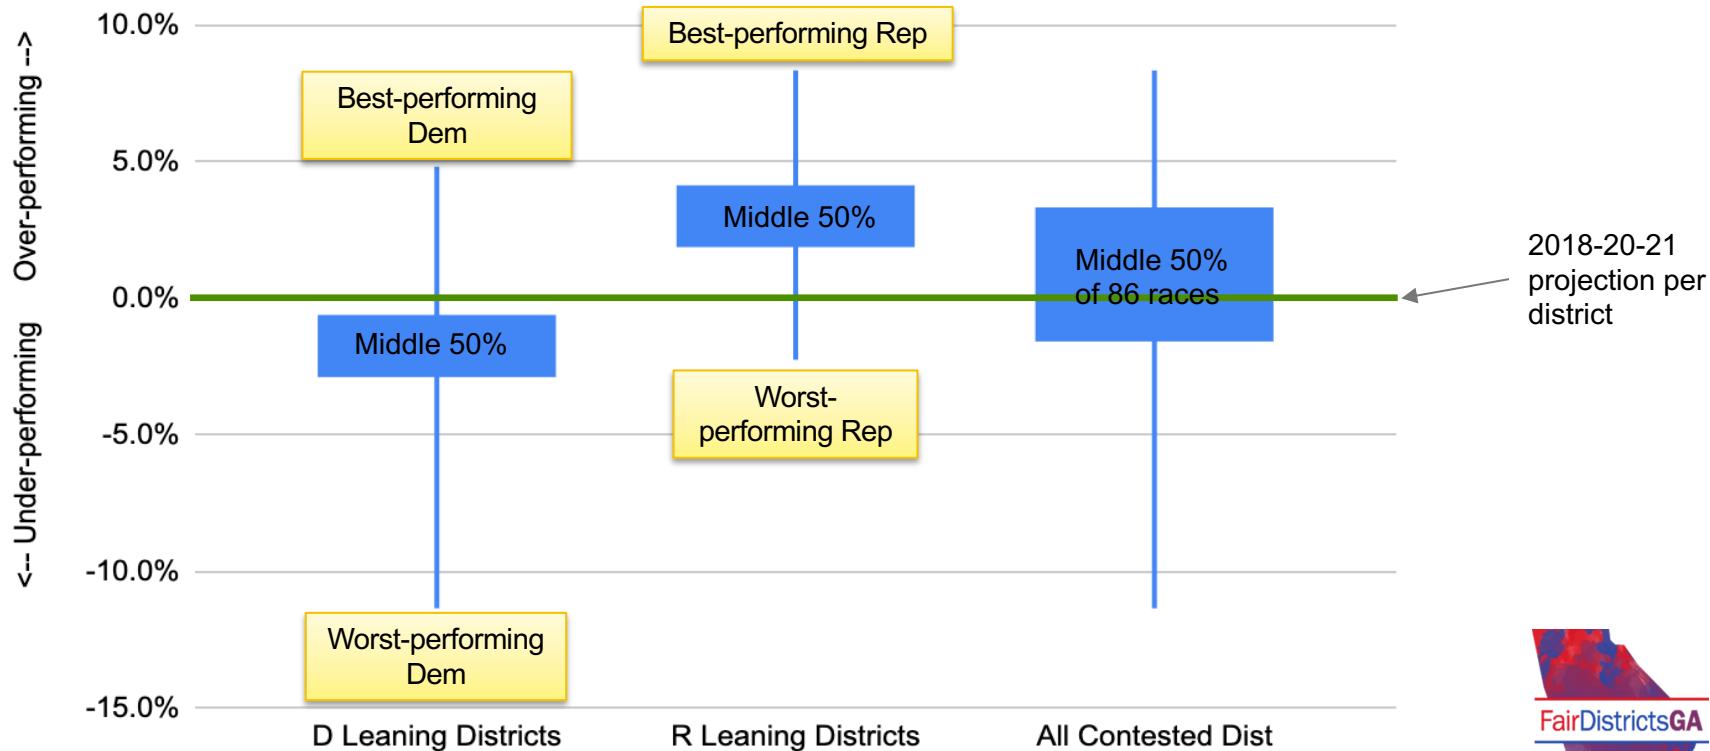 Over-performing -->
<-- Under-performing
10.0%
5.0%
0.0%
-5.0%
-10.0%
-15.0%
Best-performing
Dem
Middle 50%
Worst-performing
Dem
Best-performing Rep
Middle 50%
Worst-
performing Rep
Middle 50%
of 86 races
2018-20-21
projection per
district
D Leaning Districts
R Leaning Districts
All Contested Dist
FairDistrictsGA